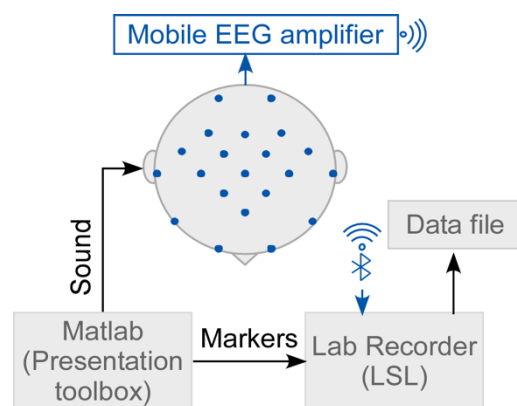 Mobile EEG amplifier
Sound
Data file
Matlab
(Presentation
toolbox)
Markers
Lab Recorder
(LSL)